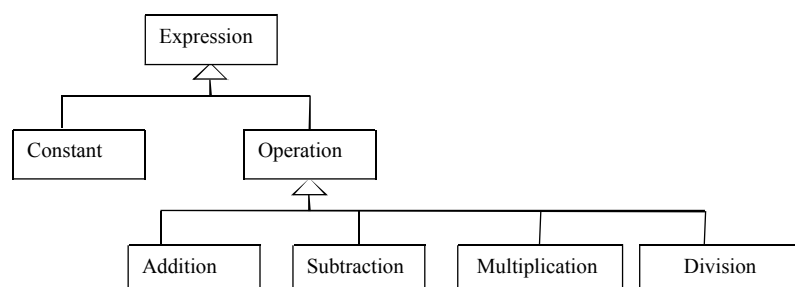 Expression
Constant
Operation
Addition
Subtraction
Multiplication
Division